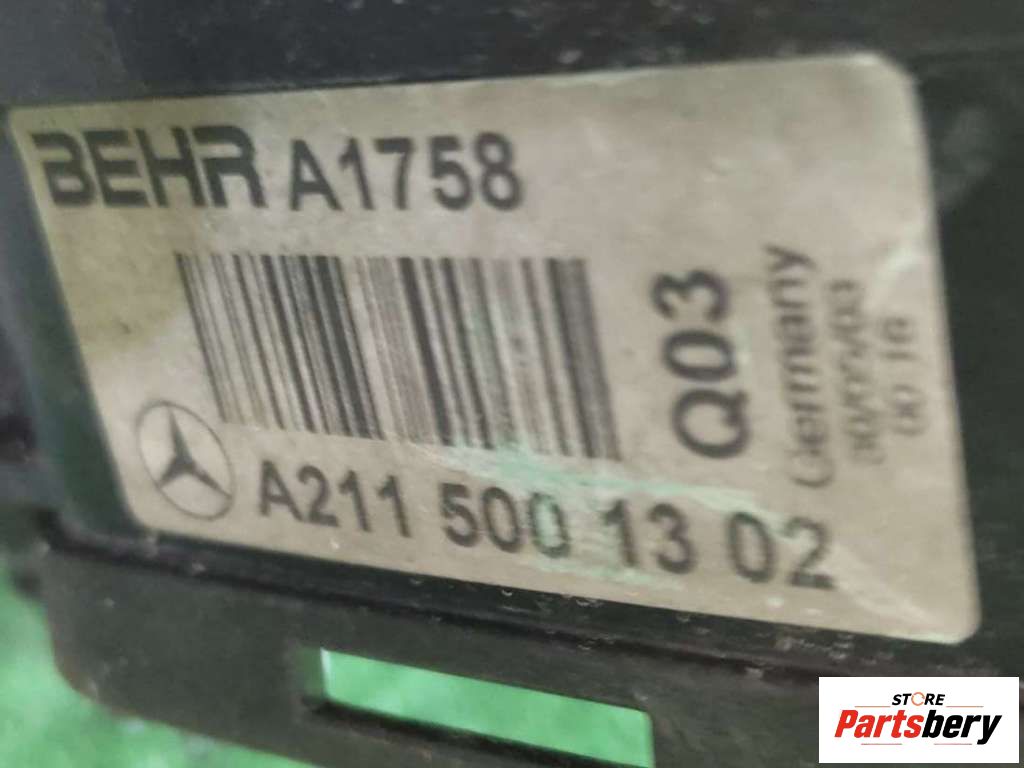 BEHR A1758
Q03
Germany
A211 500 13 02
STORE
Partsbery